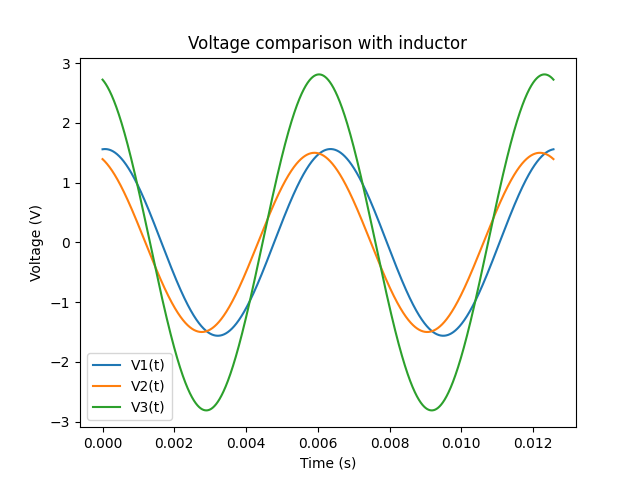 Voltage comparison with inductor
3
2
1
0
−1
−2
−3
Voltage (V)
V1(t)
V2(t)
V3(t)
0.000 0.002 0.004 0.006 0.008 0.010 0.012
Time (s)